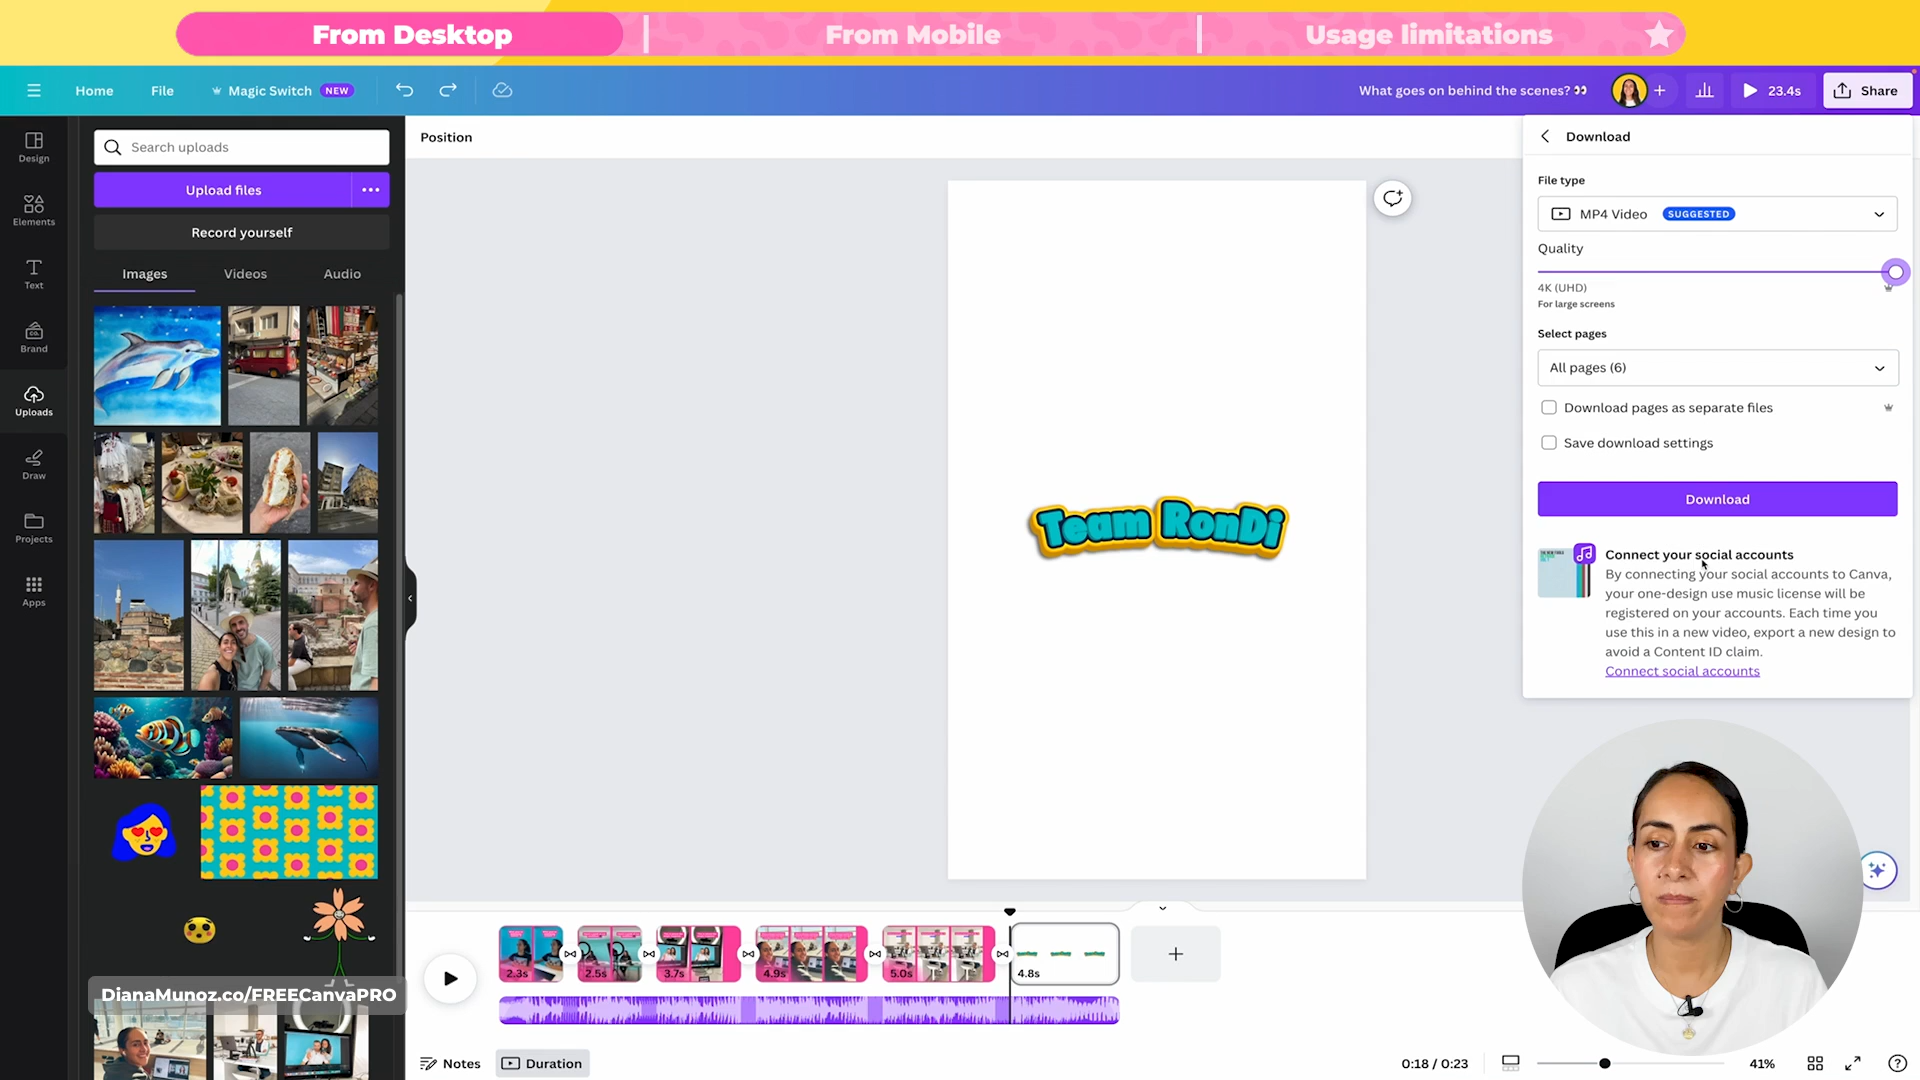 From Desktop
From Mobile
Usage limitations
Home
File
Magic Switch NEW
What goes on behind the scenes?
23.4s
Share
Design
Elements
Text
Brand
Uploads
Draw
Projects
Apps
Search uploads
Upload files
Record yourself
Images
Videos
Audio
Position
Team RonDi
Download
File type
MP4 Video SUGGESTED
Quality
4K (UHD)
For large screens
Select pages
All pages (6)
Download pages as separate files
Save download settings
Download
Connect your social accounts
By connecting your social accounts to Canva,
your one-design use music license will be
registered on your accounts. Each time you
use this in a new video, export a new design to
avoid a Content ID claim.
Connect social accounts
2.3s
2.5s
3.7s
4.9s
5.0s
4.8s
DianaMunoz.co/FREECanvaPRO
Notes
Duration
0:18 / 0:23
41%